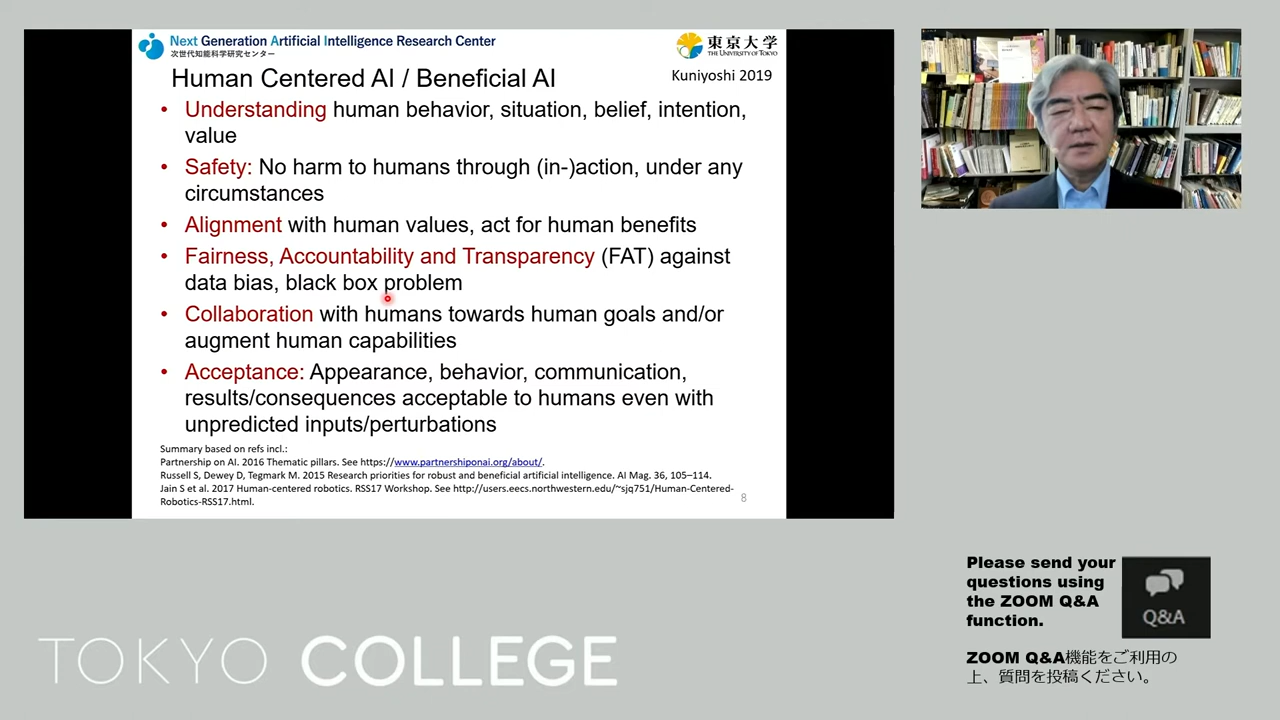 Next Generation Artificial Intelligence Research Center
次世代知能科学研究センター
東京大学
THE UNIVERSITY OF TOKYO
Human Centered AI / Beneficial AI
Kuniyoshi 2019
• Understanding human behavior, situation, belief, intention,
value
• Safety: No harm to humans through (in-)action, under any
circumstances
• Alignment with human values, act for human benefits
• Fairness, Accountability and Transparency (FAT) against
data bias, black box problem
• Collaboration with humans towards human goals and/or
augment human capabilities
• Acceptance: Appearance, behavior, communication,
results/consequences acceptable to humans even with
unpredicted inputs/perturbations
Summary based on refs incl.:
Partnership on AI. 2016 Thematic pillars. See https://www.partnershiponai.org/about/.
Russell S, Dewey D, Tegmark M. 2015 Research priorities for robust and beneficial artificial intelligence. AI Mag. 36, 105–114.
Jain S et al. 2017 Human-centered robotics. RSS17 Workshop. See http://users.eecs.northwestern.edu/~sjq751/Human-Centered-
Robotics-RSS17.html.
8
Please send your
questions using
the ZOOM Q&A
function.
Q&A
ZOOM Q&A機能をご利用の
上、質問を投稿ください。
TOKYO COLLEGE